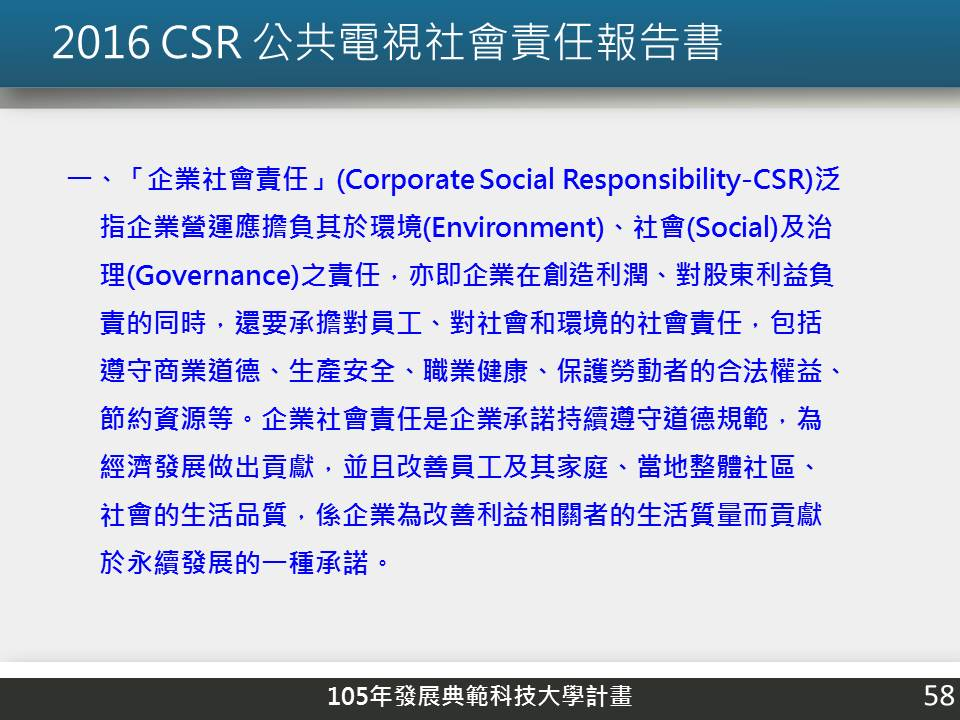 2016 CSR 公共電視社會責任報告書
一、「企業社會責任」(Corporate Social Responsibility-CSR)泛
指企業營運應擔負其於環境(Environment)、社會(Social)及治
理(Governance)之責任，亦即企業在創造利潤、對股東利益負
責的同時，還要承擔對員工、對社會和環境的社會責任，包括
遵守商業道德、生產安全、職業健康、保護勞動者的合法權益、
節約資源等。企業社會責任是企業承諾持續遵守道德規範，為
經濟發展做出貢獻，並且改善員工及其家庭、當地整體社區、
社會的生活品質，係企業為改善利益相關者的生活質量而貢獻
於永續發展的一種承諾。
105年發展典範科技大學計畫
58